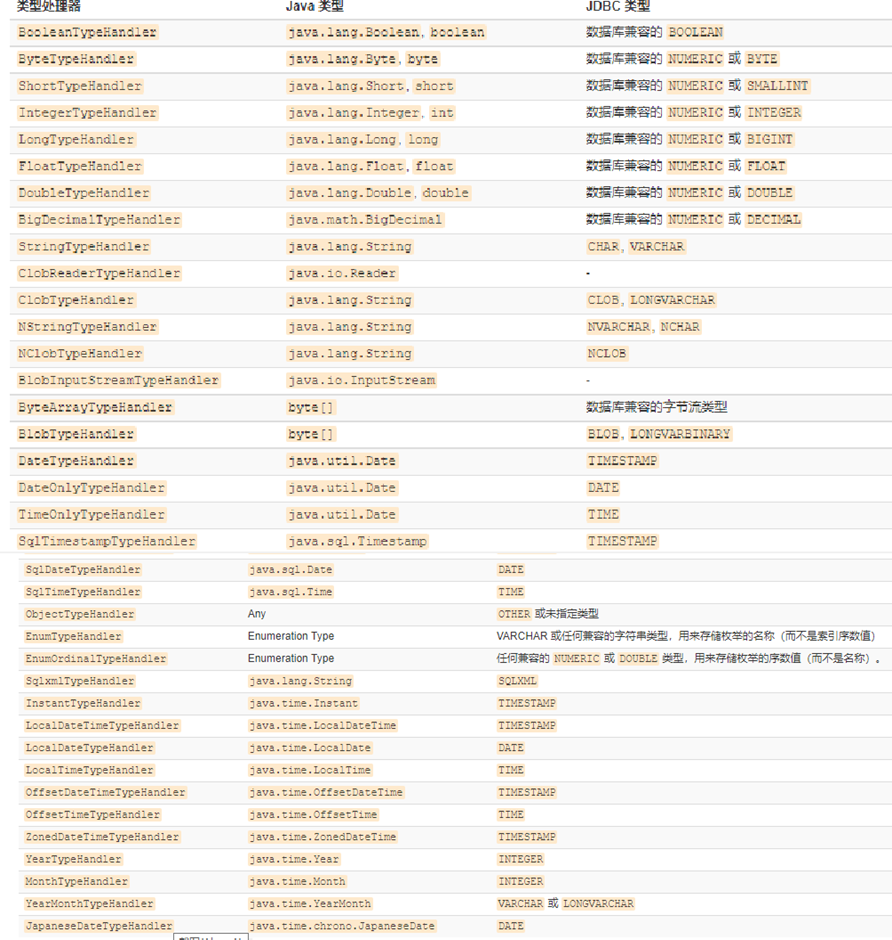 类型处理器 Java 类型 JDBC 类型
BooleanTypeHandler java.lang.Boolean, boolean 数据库兼容的 BOOLEAN
ByteTypeHandler java.lang.Byte, byte 数据库兼容的 NUMERIC 或 BYTE
ShortTypeHandler java.lang.Short, short 数据库兼容的 NUMERIC 或 SMALLINT
IntegerTypeHandler java.lang.Integer, int 数据库兼容的 NUMERIC 或 INTEGER
LongTypeHandler java.lang.Long, long 数据库兼容的 NUMERIC 或 BIGINT
FloatTypeHandler java.lang.Float, float 数据库兼容的 NUMERIC 或 FLOAT
DoubleTypeHandler java.lang.Double, double 数据库兼容的 NUMERIC 或 DOUBLE
BigDecimalTypeHandler java.math.BigDecimal 数据库兼容的 NUMERIC 或 DECIMAL
StringTypeHandler java.lang.String CHAR, VARCHAR
ClobReaderTypeHandler java.io.Reader -
ClobTypeHandler java.lang.String CLOB, LONGVARCHAR
NStringTypeHandler java.lang.String NVARCHAR, NCHAR
NClobTypeHandler java.lang.String NCLOB
BlobInputStreamTypeHandler java.io.InputStream -
ByteArrayTypeHandler byte[] 数据库兼容的字节流类型
BlobTypeHandler byte[] BLOB, LONGVARBINARY
DateTypeHandler java.util.Date TIMESTAMP
DateOnlyTypeHandler java.util.Date DATE
TimeOnlyTypeHandler java.util.Date TIME
SqlTimestampTypeHandler java.sql.Timestamp TIMESTAMP
SqlDateTypeHandler java.sql.Date DATE
SqlTimeTypeHandler java.sql.Time TIME
ObjectTypeHandler Any OTHER 或未指定类型
EnumTypeHandler Enumeration Type VARCHAR 或任何兼容的字符串类型，用来存储枚举的名称（而不是索引序数值）
EnumOrdinalTypeHandler Enumeration Type 任何兼容的 NUMERIC 或 DOUBLE 类型，用来存储枚举的序数值（而不是名称）。
SqlxmlTypeHandler java.lang.String SQLXML
InstantTypeHandler java.time.Instant TIMESTAMP
LocalDateTimeTypeHandler java.time.LocalDateTime TIMESTAMP
LocalDateTypeHandler java.time.LocalDate DATE
LocalTimeTypeHandler java.time.LocalTime TIME
OffsetDateTimeTypeHandler java.time.OffsetDateTime TIMESTAMP
OffsetTimeTypeHandler java.time.OffsetTime TIME
ZonedDateTimeTypeHandler java.time.ZonedDateTime TIMESTAMP
YearTypeHandler java.time.Year INTEGER
MonthTypeHandler java.time.Month INTEGER
YearMonthTypeHandler java.time.YearMonth VARCHAR 或 LONGVARCHAR
JapaneseDateTypeHandler java.time.chrono.JapaneseDate DATE